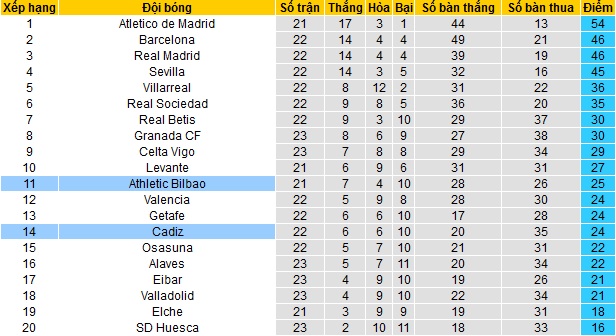 Xếp hạng Đội bóng Số trận Thắng Hòa Bại Số bàn thắng Số bàn thua Điểm
1 Atletico de Madrid 21 17 3 1 44 13 54
2 Barcelona 22 14 4 4 49 21 46
3 Real Madrid 22 14 4 4 39 19 46
4 Sevilla 22 14 3 5 32 16 45
5 Villarreal 22 8 12 2 31 22 36
6 Real Sociedad 22 9 8 5 36 20 35
7 Real Betis 22 9 3 10 29 37 30
8 Granada CF 23 8 6 9 27 38 30
9 Celta Vigo 23 7 8 8 29 34 29
10 Levante 21 6 9 6 31 31 27
11 Athletic Bilbao 21 7 4 10 28 26 25
12 Valencia 22 5 9 8 28 30 24
13 Getafe 22 6 6 10 17 28 24
14 Cadiz 22 6 6 10 20 35 24
15 Osasuna 22 5 7 10 21 31 22
16 Alaves 23 5 7 11 20 34 22
17 Eibar 23 4 9 10 19 26 21
18 Valladolid 23 4 9 10 22 34 21
19 Elche 21 3 9 9 19 31 18
20 SD Huesca 23 2 10 11 18 33 16